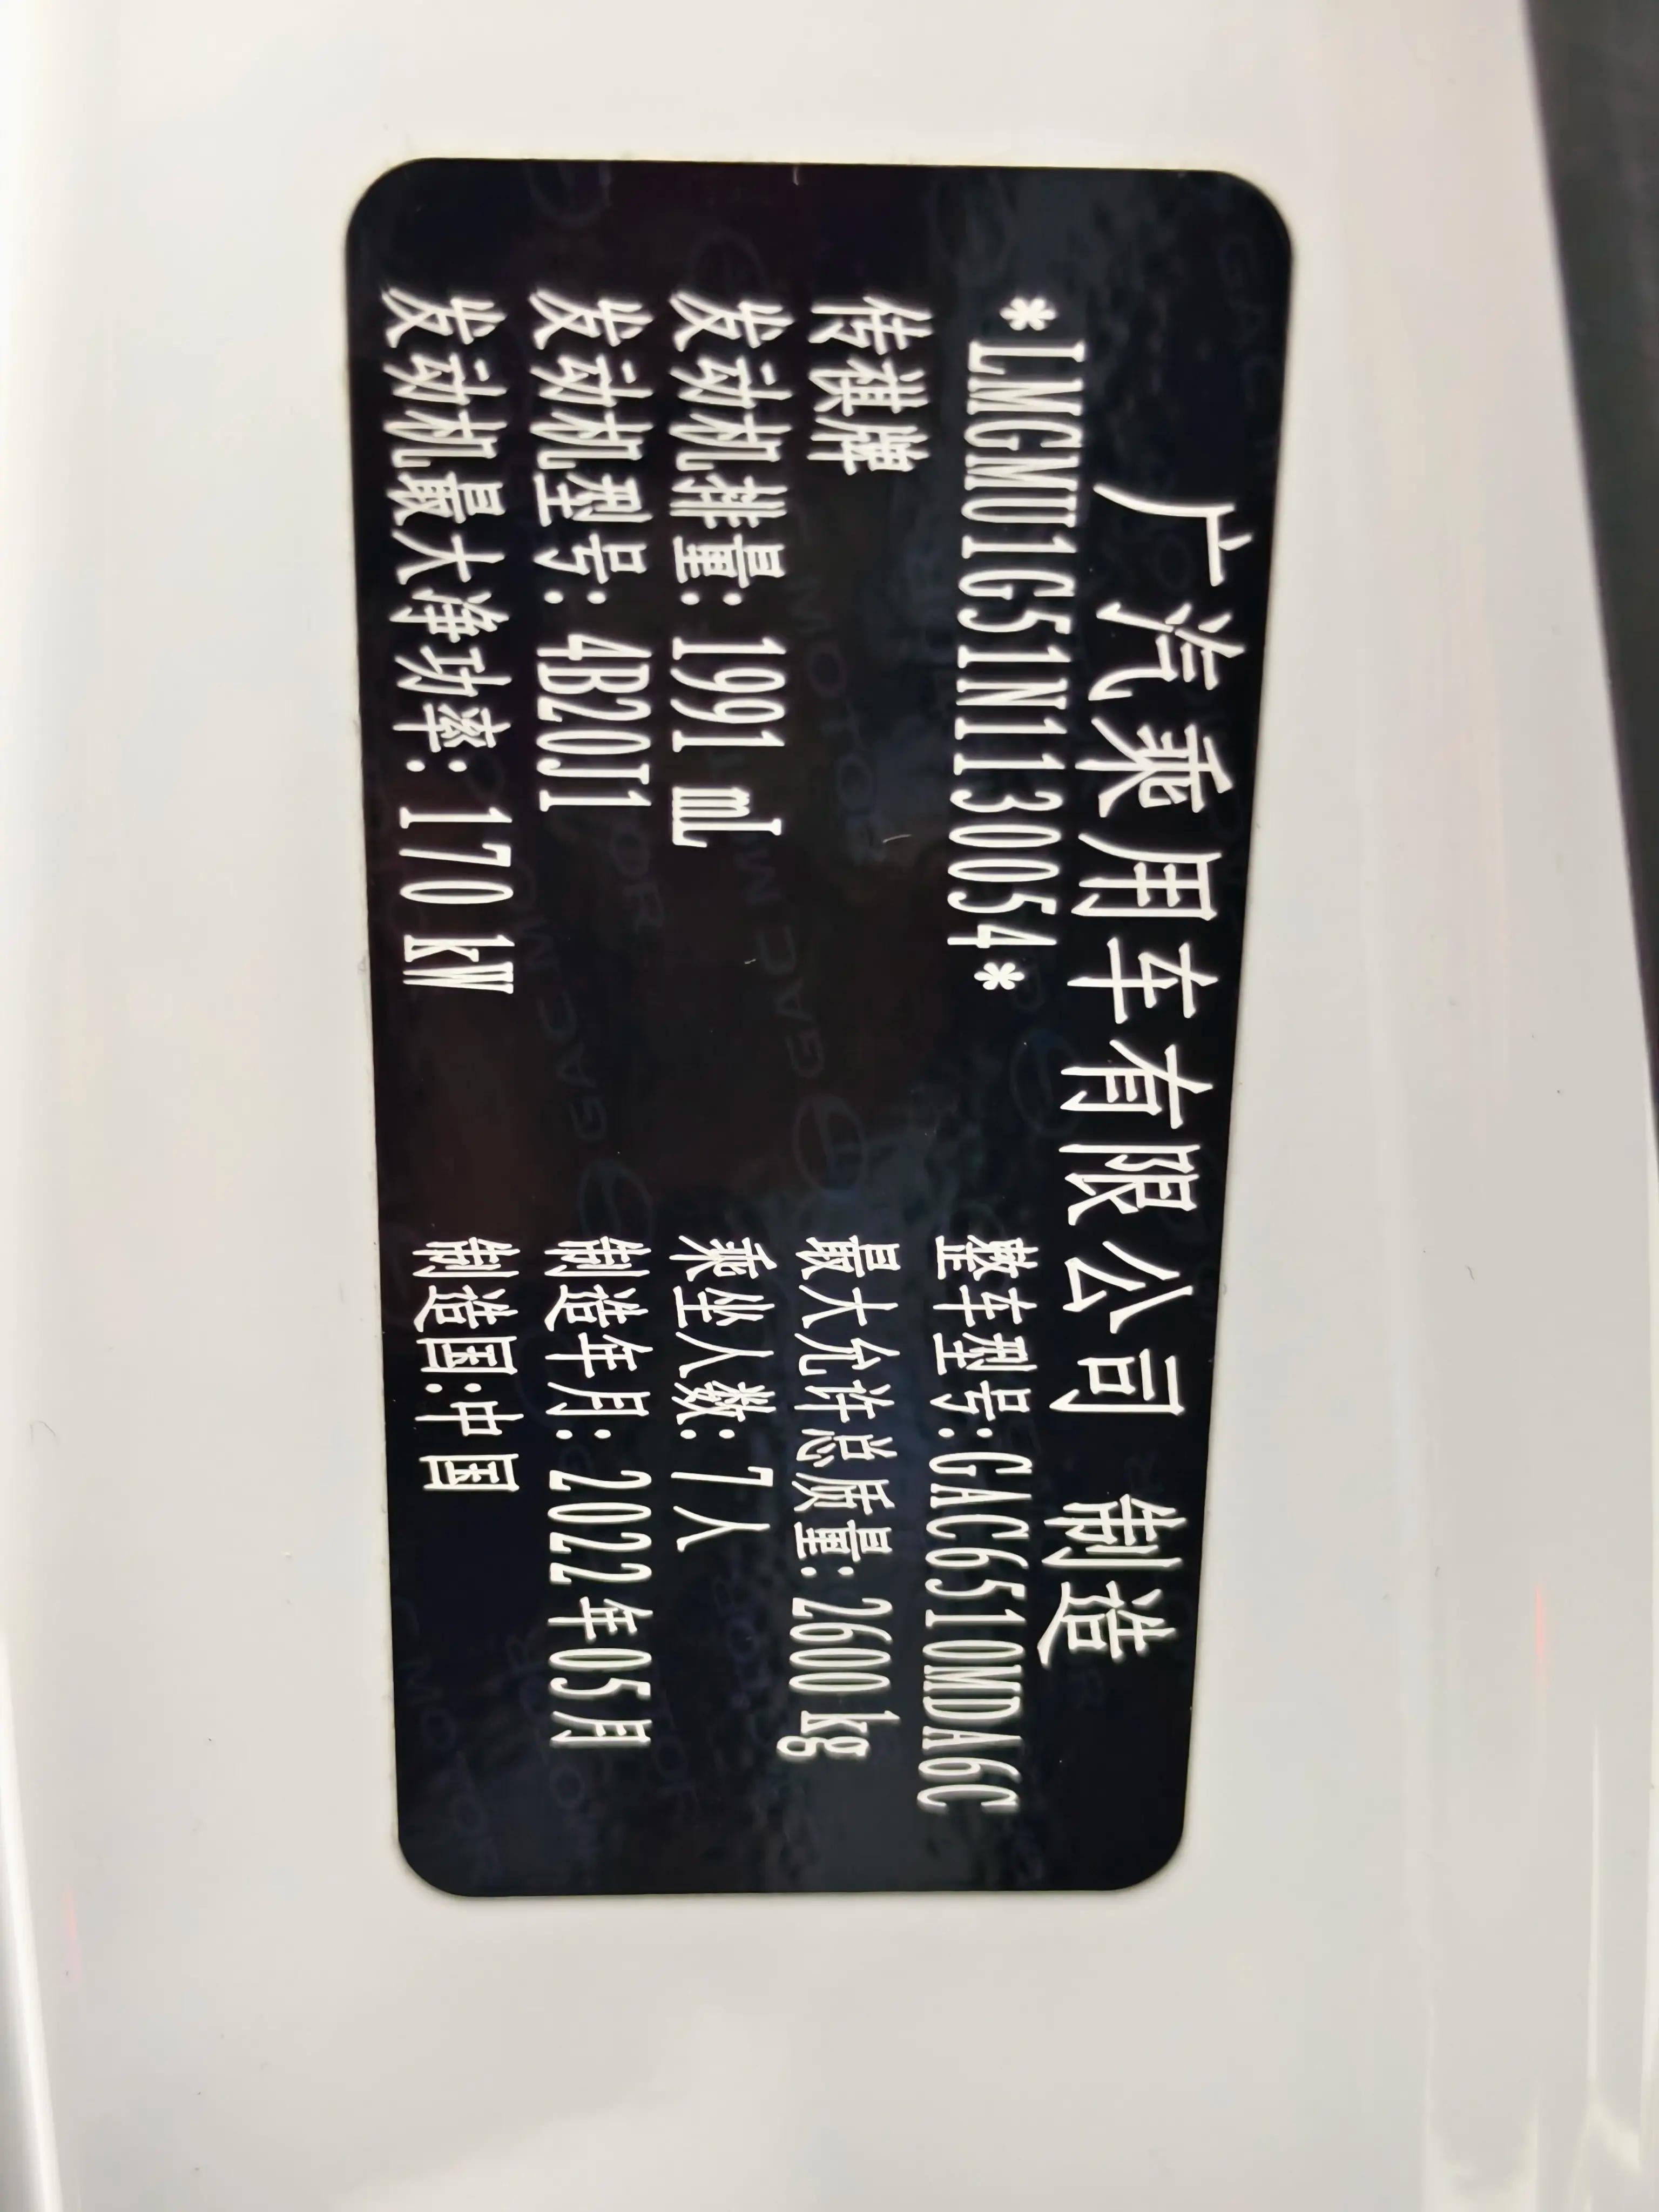 广汽乘用车有限公司 制造
*LMGMU1G51N1130054* 整车型号:GAC6510MDA6C
传祺牌 最大允许总质量: 2600 kg
发动机排量: 1991 mL 乘坐人数: 7 人
发动机型号: 4B20J1 制造年月: 2022年05月
发动机最大净功率: 170 kW 制造国:中国